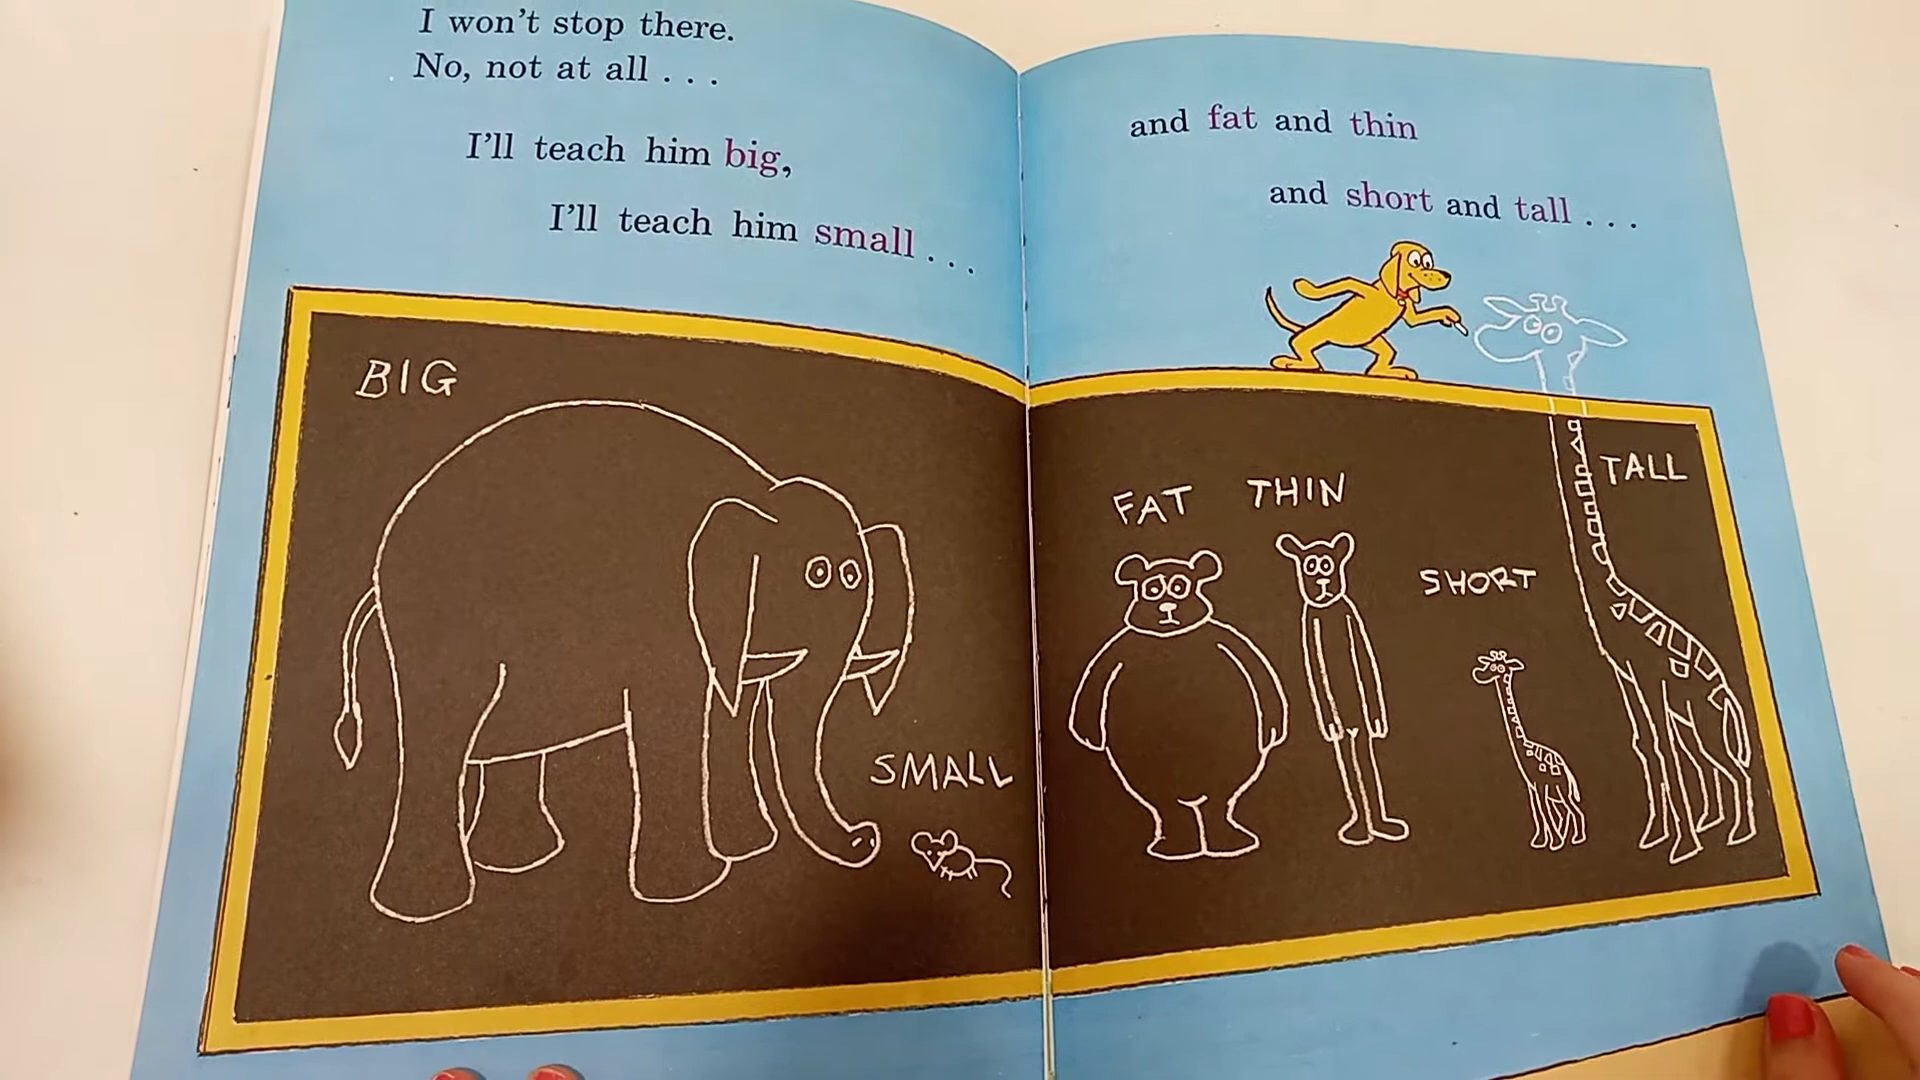 I won't stop there.
No, not at all . . .
I'll teach him big,
I'll teach him small . . .
BIG
SMALL
and fat and thin
and short and tall . . .
FAT
THIN
SHORT
TALL